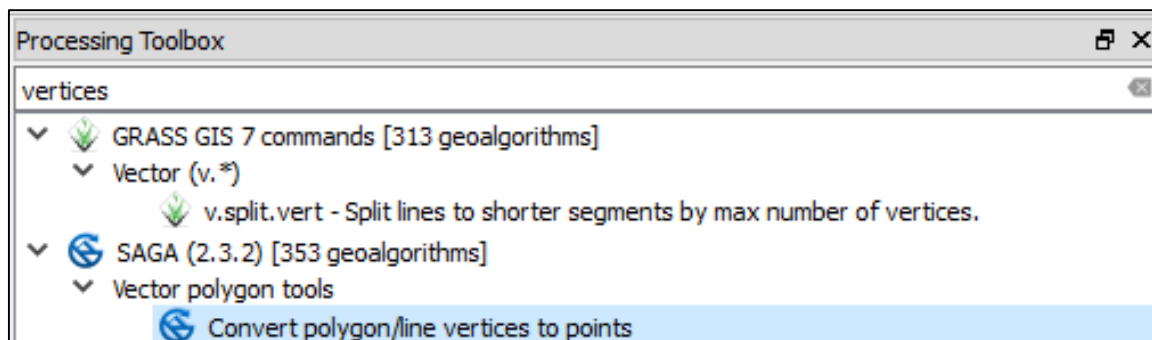 Processing Toolbox
vertices
GRASS GIS 7 commands [313 geoalgorithms]
Vector (v.*)
v.split.vert - Split lines to shorter segments by max number of vertices.
SAGA (2.3.2) [353 geoalgorithms]
Vector polygon tools
Convert polygon/line vertices to points